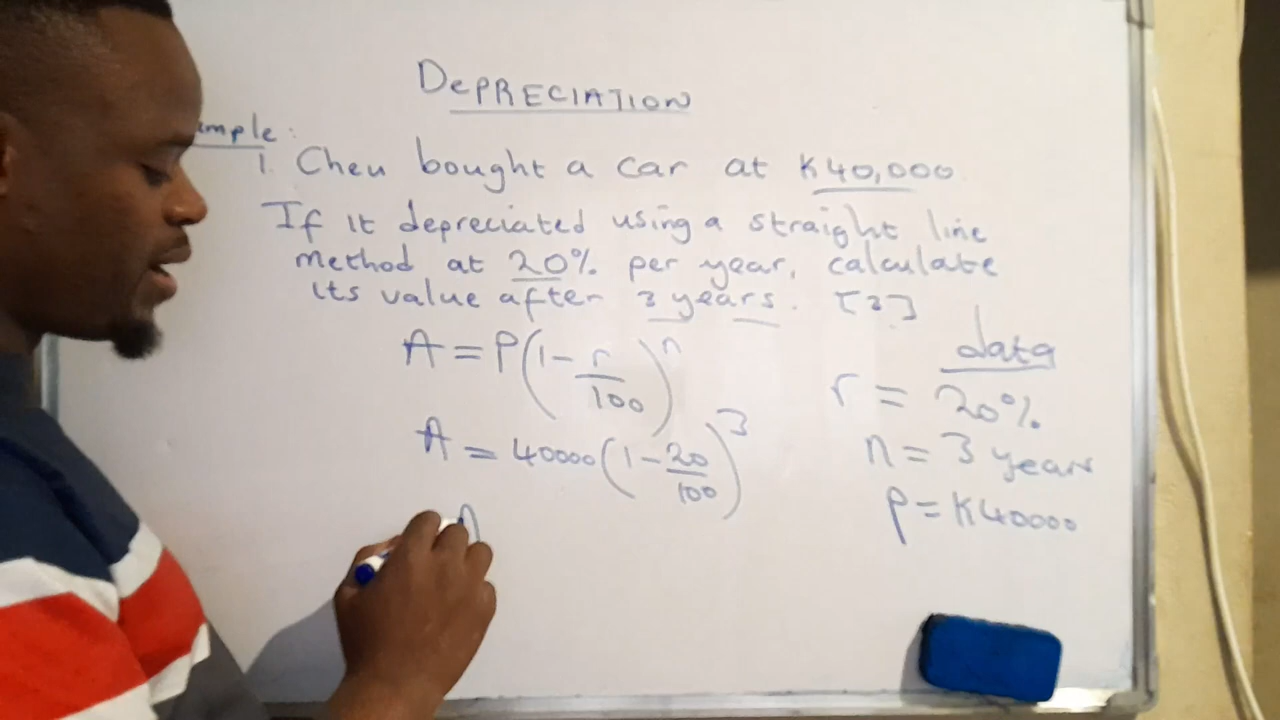 DePRECIATION
ample:
1. Cheu bought a car at K40,000
If it depreciated using a straight line
method at 20% per year, calculate
its value after 3 years. [3]
A = P(1 - r/100)^n
data
r = 20%
A = 40000(1 - 20/100)^3
n = 3 years
P = K40000
A